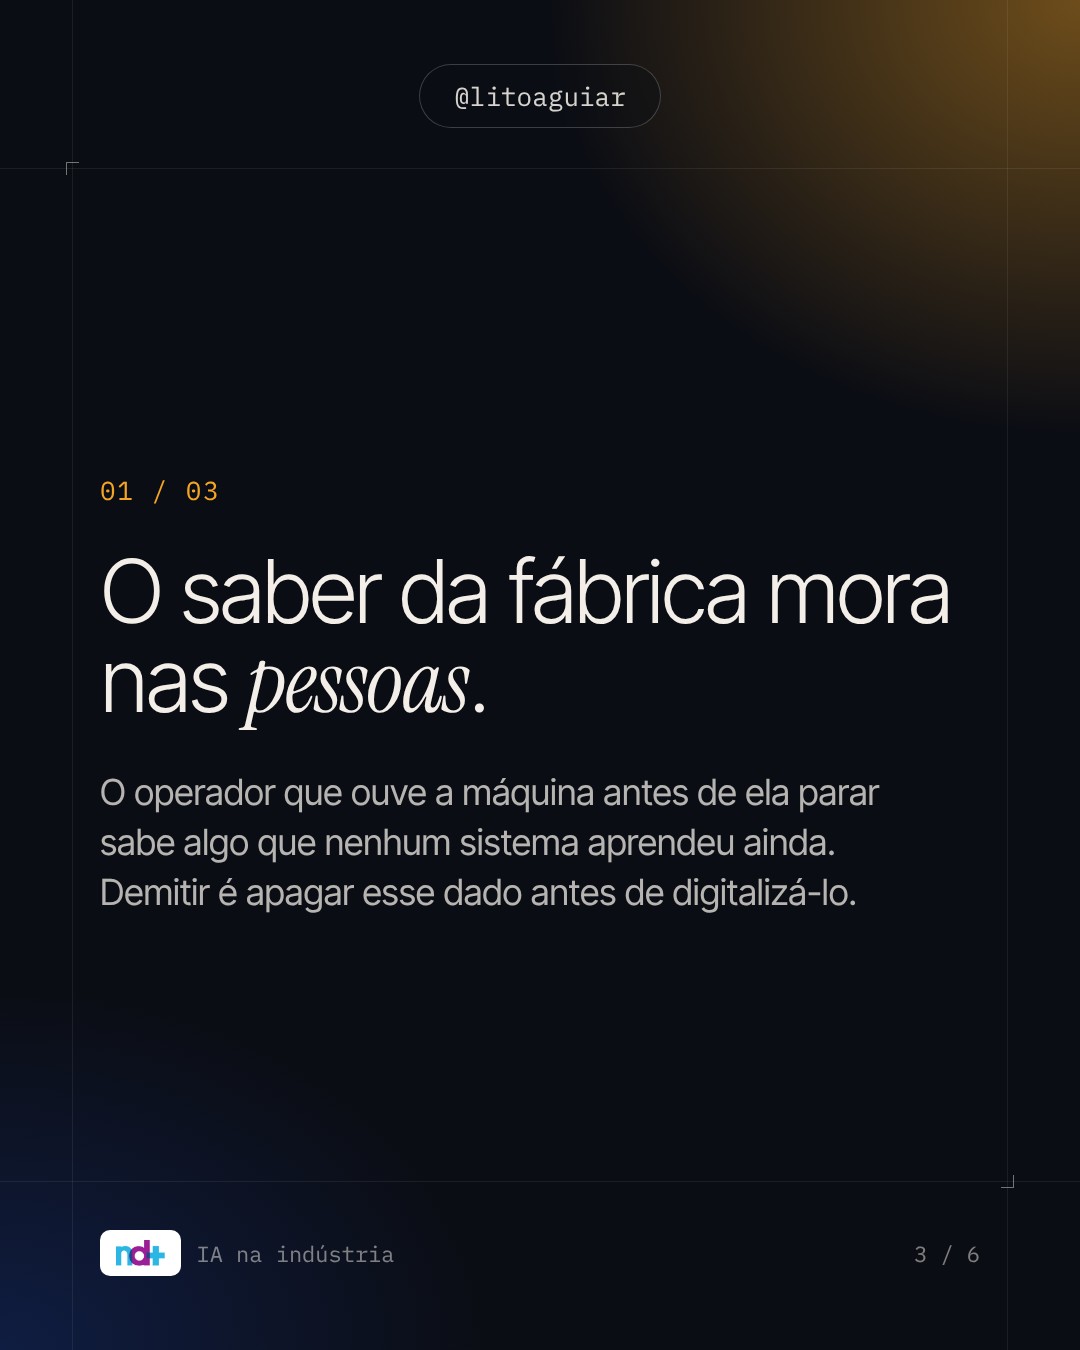 @litoaguiar
01 / 03
O saber da fábrica mora
nas pessoas.
O operador que ouve a máquina antes de ela parar
sabe algo que nenhum sistema aprendeu ainda.
Demitir é apagar esse dado antes de digitalizá-lo.
nd+ IA na indústria
3 / 6